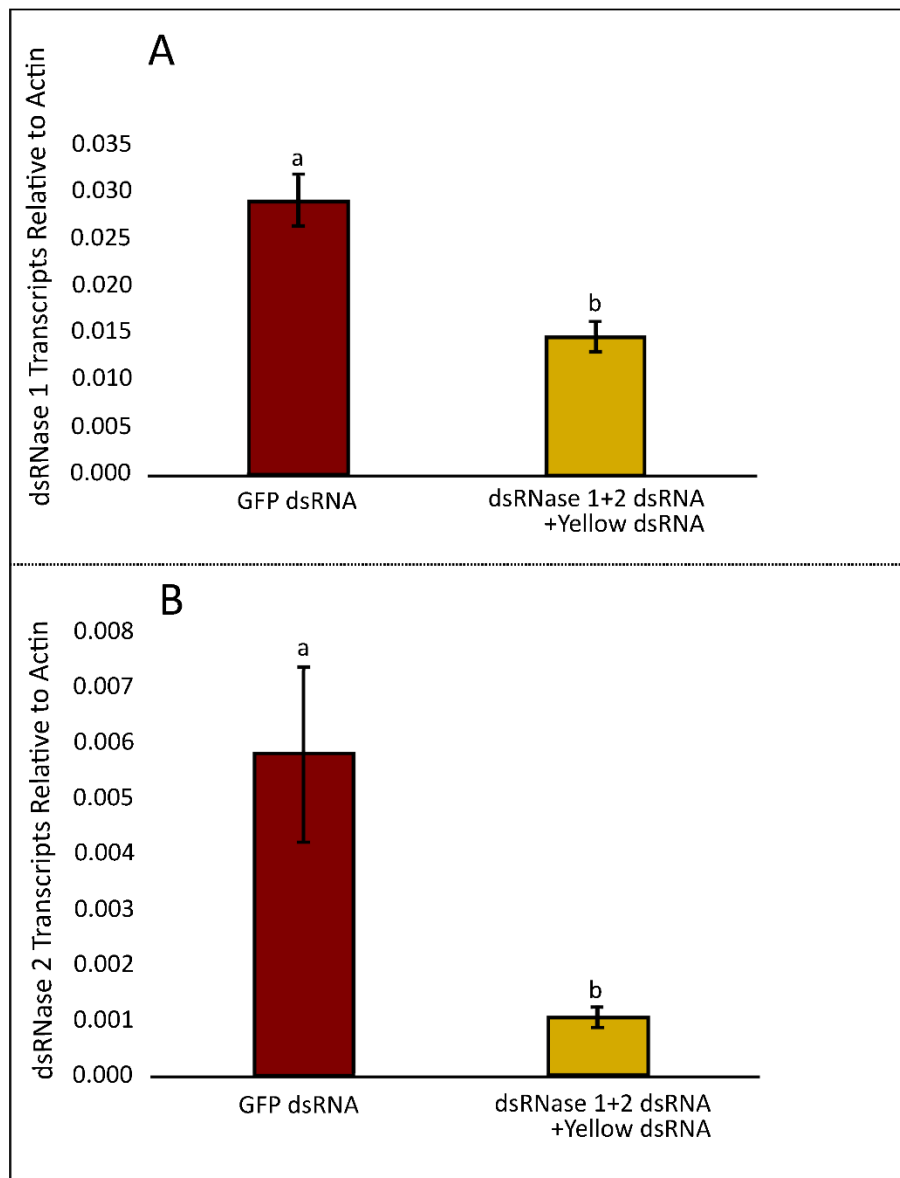 A
dsRNase 1 Transcripts Relative to Actin
0.035
0.030
0.025
0.020
0.015
0.010
0.005
0.000
a
b
GFP dsRNA
dsRNase 1+2 dsRNA
+Yellow dsRNA
B
dsRNase 2 Transcripts Relative to Actin
0.008
0.007
0.006
0.005
0.004
0.003
0.002
0.001
0.000
a
b
GFP dsRNA
dsRNase 1+2 dsRNA
+Yellow dsRNA